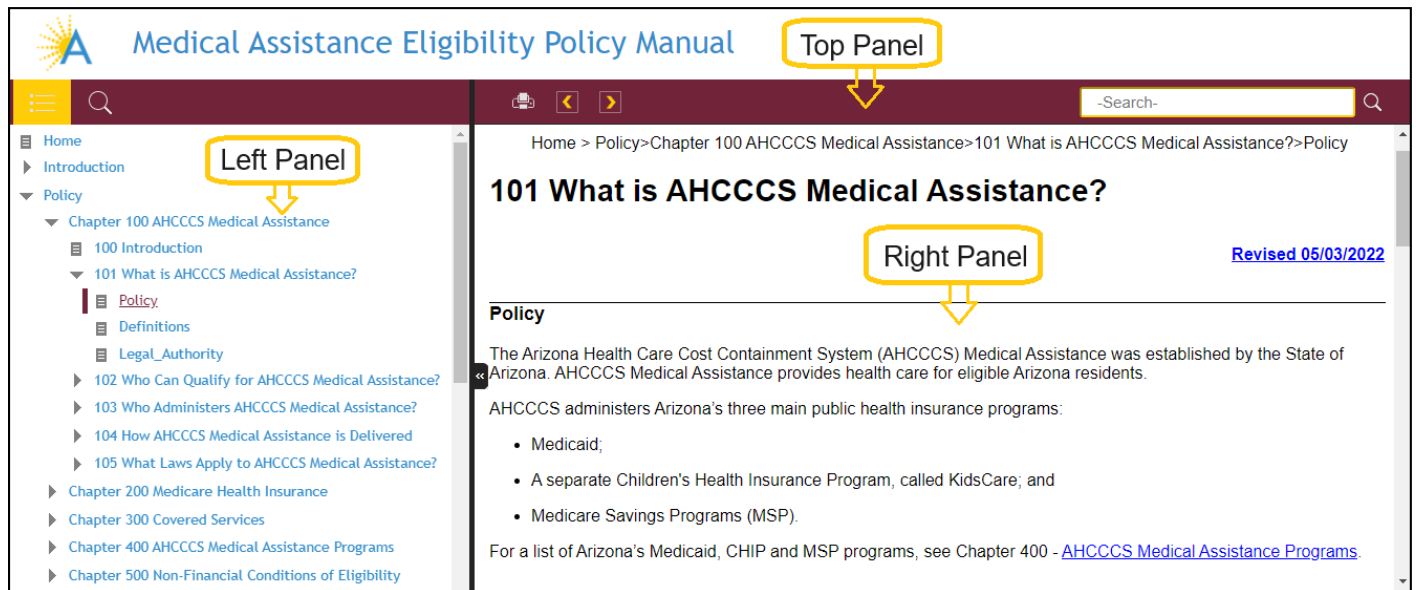 Medical Assistance Eligibility Policy Manual
Top Panel
-Search-
Home
Introduction
Policy
Chapter 100 AHCCCS Medical Assistance
100 Introduction
101 What is AHCCCS Medical Assistance?
Policy
Definitions
Legal_Authority
102 Who Can Qualify for AHCCCS Medical Assistance?
103 Who Administers AHCCCS Medical Assistance?
104 How AHCCCS Medical Assistance is Delivered
105 What Laws Apply to AHCCCS Medical Assistance?
Chapter 200 Medicare Health Insurance
Chapter 300 Covered Services
Chapter 400 AHCCCS Medical Assistance Programs
Chapter 500 Non-Financial Conditions of Eligibility
Left Panel
Home > Policy>Chapter 100 AHCCCS Medical Assistance>101 What is AHCCCS Medical Assistance?>Policy
101 What is AHCCCS Medical Assistance?
Right Panel
Revised 05/03/2022
Policy
The Arizona Health Care Cost Containment System (AHCCCS) Medical Assistance was established by the State of
Arizona. AHCCCS Medical Assistance provides health care for eligible Arizona residents.
AHCCCS administers Arizona’s three main public health insurance programs:
• Medicaid;
• A separate Children's Health Insurance Program, called KidsCare; and
• Medicare Savings Programs (MSP).
For a list of Arizona’s Medicaid, CHIP and MSP programs, see Chapter 400 - AHCCCS Medical Assistance Programs.